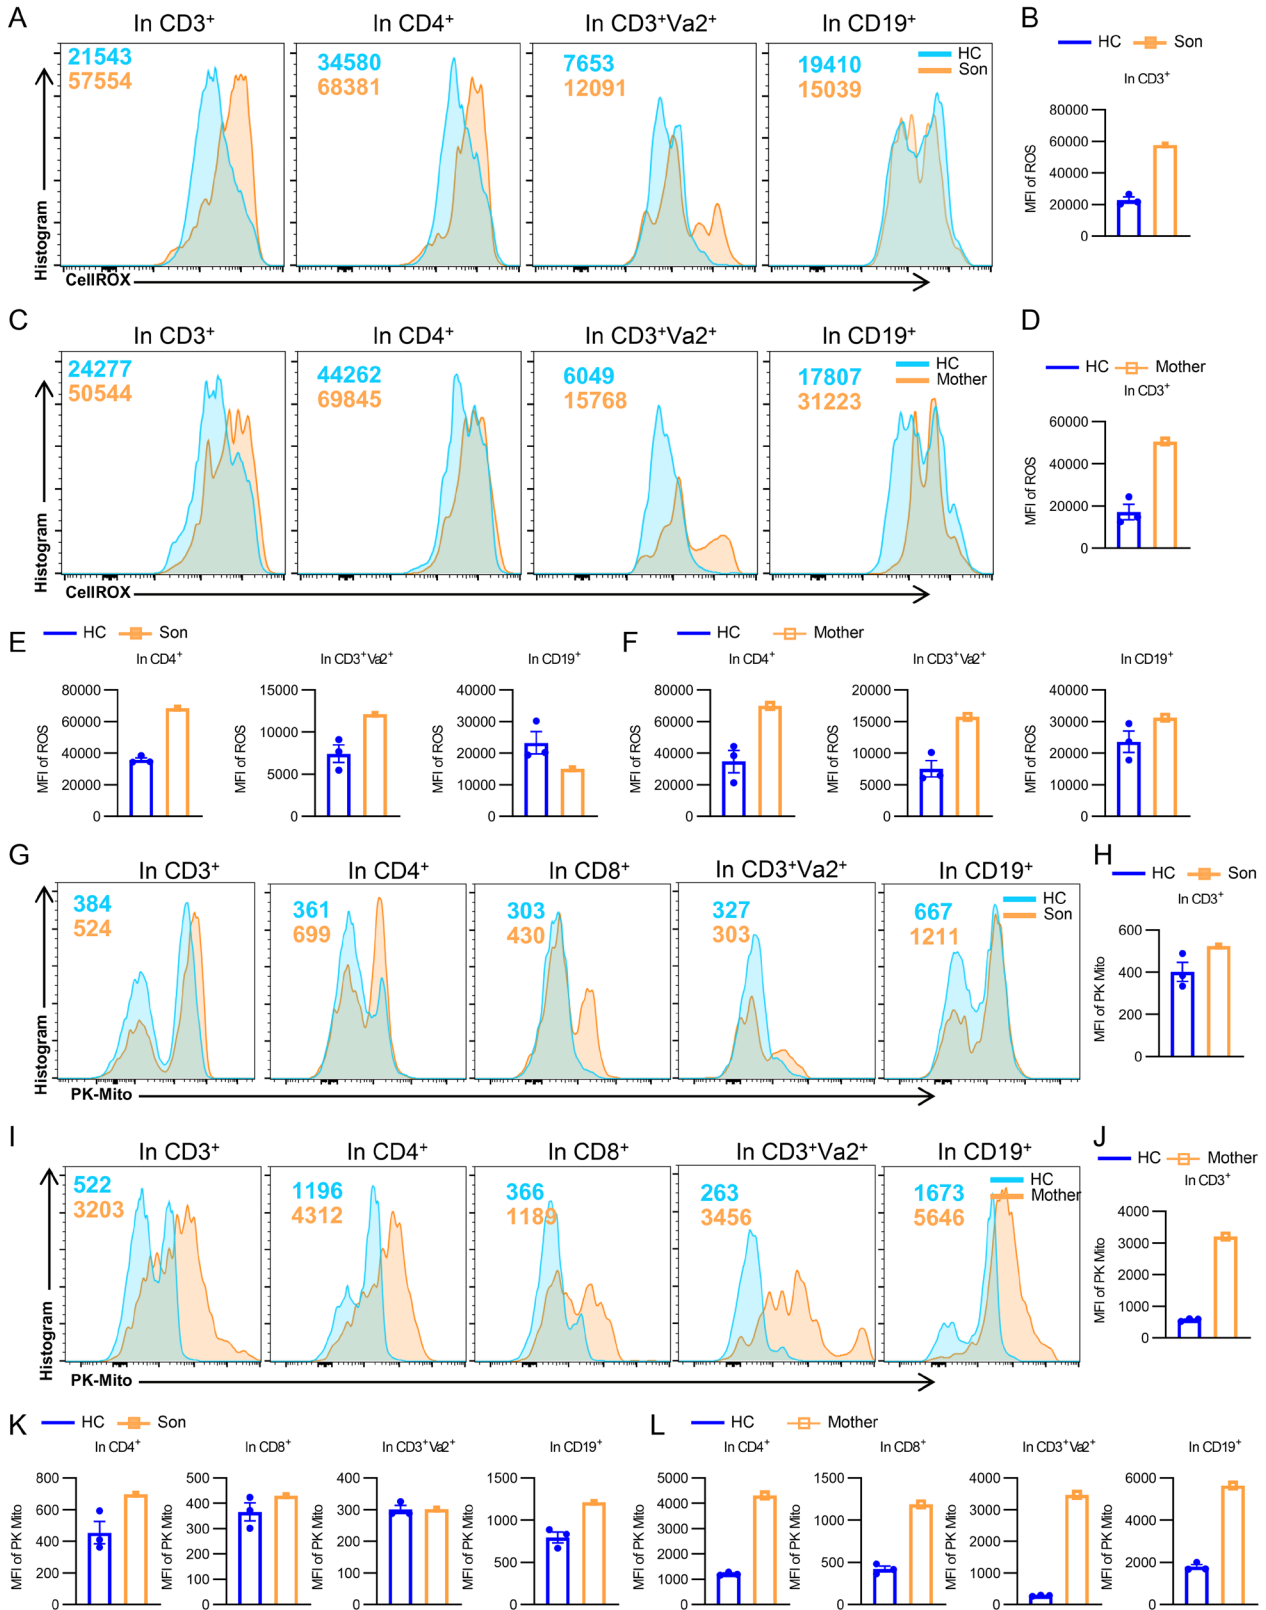 A
In CD3+
In CD4+
In CD3+Va2+
In CD19+
21543
57554
34580
68381
7653
12091
19410
15039
HC
Son
Histogram
CellROX
B
HC
Son
In CD3+
MFI of ROS
80000
60000
40000
20000
0
C
In CD3+
In CD4+
In CD3+Va2+
In CD19+
24277
50544
44262
69845
6049
15768
17807
31223
HC
Mother
Histogram
CellROX
D
HC
Mother
In CD3+
MFI of ROS
60000
40000
20000
0
E
HC
Son
In CD4+
MFI of ROS
80000
60000
40000
20000
0
In CD3+Va2+
MFI of ROS
15000
10000
5000
0
In CD19+
MFI of ROS
40000
30000
20000
10000
0
F
HC
Mother
In CD4+
MFI of ROS
80000
60000
40000
20000
0
In CD3+Va2+
MFI of ROS
20000
15000
10000
5000
0
In CD19+
MFI of ROS
40000
30000
20000
10000
0
G
In CD3+
In CD4+
In CD8+
In CD3+Va2+
In CD19+
384
524
361
699
303
430
327
303
667
1211
HC
Son
Histogram
PK-Mito
H
HC
Son
In CD3+
MFI of PK Mito
600
400
200
0
I
In CD3+
In CD4+
In CD8+
In CD3+Va2+
In CD19+
522
3203
1196
4312
366
1189
263
3456
1673
5646
HC
Mother
Histogram
PK-Mito
J
HC
Mother
In CD3+
MFI of PK Mito
4000
3000
2000
1000
0
K
HC
Son
In CD4+
MFI of PK Mito
800
600
400
200
0
In CD8+
MFI of PK Mito
500
400
300
200
100
0
In CD3+Va2+
MFI of PK Mito
400
300
200
100
0
In CD19+
MFI of PK Mito
1500
1000
500
0
L
HC
Mother
In CD4+
MFI of PK Mito
5000
4000
3000
2000
1000
0
In CD8+
MFI of PK Mito
1500
1000
500
0
In CD3+Va2+
MFI of PK Mito
4000
3000
2000
1000
0
In CD19+
MFI of PK Mito
6000
4000
2000
0